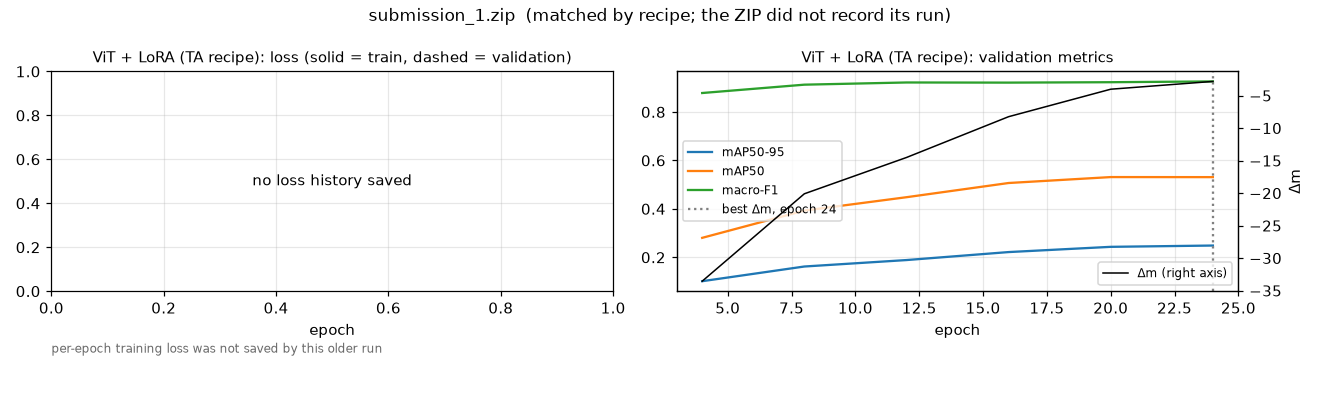 submission_1.zip (matched by recipe; the ZIP did not record its run)
ViT + LoRA (TA recipe): loss (solid = train, dashed = validation)
1.0
0.8
0.6
0.4
0.2
0.0
no loss history saved
0.0 0.2 0.4 0.6 0.8 1.0
epoch
per-epoch training loss was not saved by this older run
ViT + LoRA (TA recipe): validation metrics
0.8
0.6
0.4
0.2
mAP50-95
mAP50
macro-F1
best Δm, epoch 24
Δm (right axis)
−5
−10
−15
−20
−25
−30
−35
Δm
5.0 7.5 10.0 12.5 15.0 17.5 20.0 22.5 25.0
epoch